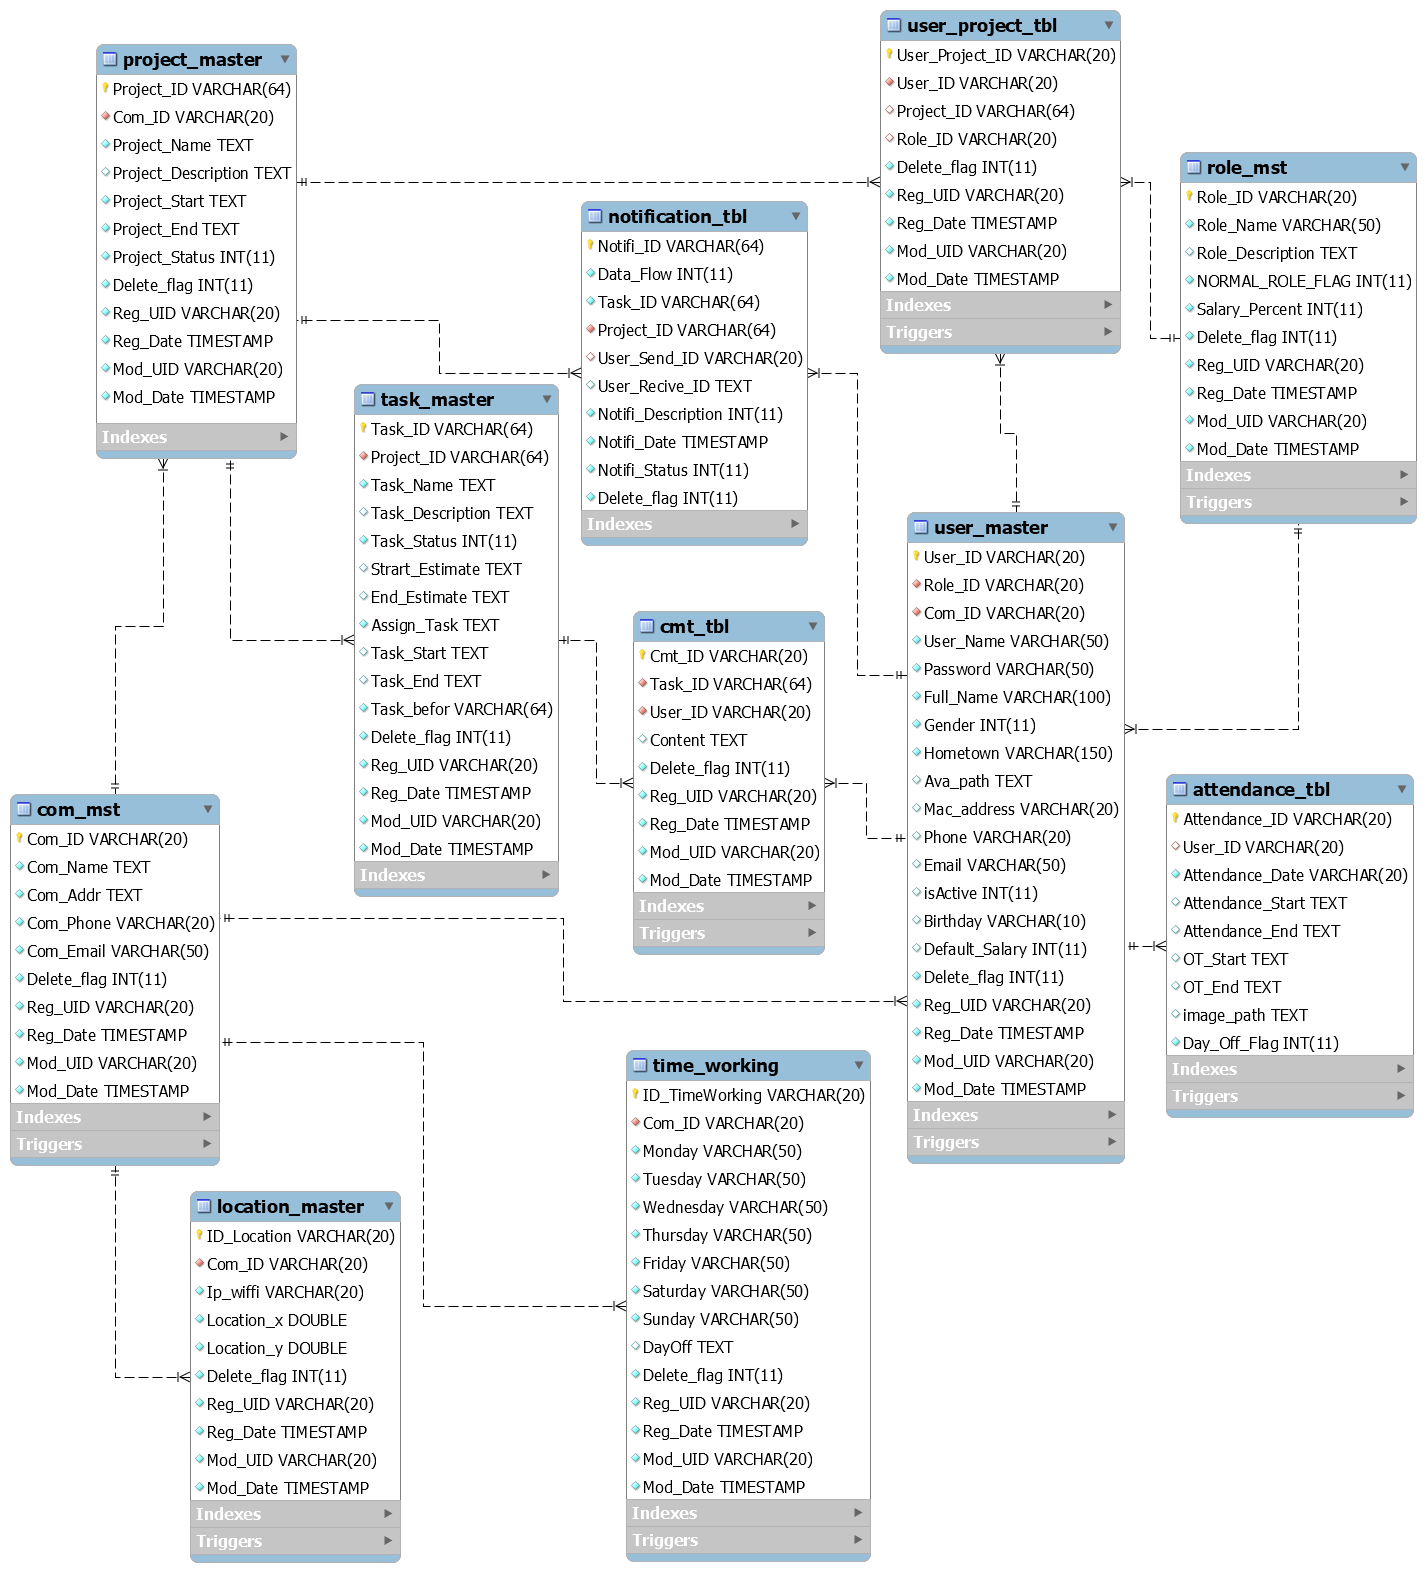 project_master
Project_ID VARCHAR(64)
Com_ID VARCHAR(20)
Project_Name TEXT
Project_Description TEXT
Project_Start TEXT
Project_End TEXT
Project_Status INT(11)
Delete_flag INT(11)
Reg_UID VARCHAR(20)
Reg_Date TIMESTAMP
Mod_UID VARCHAR(20)
Mod_Date TIMESTAMP
Indexes
user_project_tbl
User_Project_ID VARCHAR(20)
User_ID VARCHAR(20)
Project_ID VARCHAR(64)
Role_ID VARCHAR(20)
Delete_flag INT(11)
Reg_UID VARCHAR(20)
Reg_Date TIMESTAMP
Mod_UID VARCHAR(20)
Mod_Date TIMESTAMP
Indexes
Triggers
role_mst
Role_ID VARCHAR(20)
Role_Name VARCHAR(50)
Role_Description TEXT
NORMAL_ROLE_FLAG INT(11)
Salary_Percent INT(11)
Delete_flag INT(11)
Reg_UID VARCHAR(20)
Reg_Date TIMESTAMP
Mod_UID VARCHAR(20)
Mod_Date TIMESTAMP
Indexes
Triggers
notification_tbl
Notifi_ID VARCHAR(64)
Data_Flow INT(11)
Task_ID VARCHAR(64)
Project_ID VARCHAR(64)
User_Send_ID VARCHAR(20)
User_Recive_ID TEXT
Notifi_Description INT(11)
Notifi_Date TIMESTAMP
Notifi_Status INT(11)
Delete_flag INT(11)
Indexes
task_master
Task_ID VARCHAR(64)
Project_ID VARCHAR(64)
Task_Name TEXT
Task_Description TEXT
Task_Status INT(11)
Strart_Estimate TEXT
End_Estimate TEXT
Assign_Task TEXT
Task_Start TEXT
Task_End TEXT
Task_befor VARCHAR(64)
Delete_flag INT(11)
Reg_UID VARCHAR(20)
Reg_Date TIMESTAMP
Mod_UID VARCHAR(20)
Mod_Date TIMESTAMP
Indexes
user_master
User_ID VARCHAR(20)
Role_ID VARCHAR(20)
Com_ID VARCHAR(20)
User_Name VARCHAR(50)
Password VARCHAR(50)
Full_Name VARCHAR(100)
Gender INT(11)
Hometown VARCHAR(150)
Ava_path TEXT
Mac_address VARCHAR(20)
Phone VARCHAR(20)
Email VARCHAR(50)
isActive INT(11)
Birthday VARCHAR(10)
Default_Salary INT(11)
Delete_flag INT(11)
Reg_UID VARCHAR(20)
Reg_Date TIMESTAMP
Mod_UID VARCHAR(20)
Mod_Date TIMESTAMP
Indexes
Triggers
cmt_tbl
Cmt_ID VARCHAR(20)
Task_ID VARCHAR(64)
User_ID VARCHAR(20)
Content TEXT
Delete_flag INT(11)
Reg_UID VARCHAR(20)
Reg_Date TIMESTAMP
Mod_UID VARCHAR(20)
Mod_Date TIMESTAMP
Indexes
Triggers
attendance_tbl
Attendance_ID VARCHAR(20)
User_ID VARCHAR(20)
Attendance_Date VARCHAR(20)
Attendance_Start TEXT
Attendance_End TEXT
OT_Start TEXT
OT_End TEXT
image_path TEXT
Day_Off_Flag INT(11)
Indexes
Triggers
com_mst
Com_ID VARCHAR(20)
Com_Name TEXT
Com_Addr TEXT
Com_Phone VARCHAR(20)
Com_Email VARCHAR(50)
Delete_flag INT(11)
Reg_UID VARCHAR(20)
Reg_Date TIMESTAMP
Mod_UID VARCHAR(20)
Mod_Date TIMESTAMP
Indexes
Triggers
time_working
ID_TimeWorking VARCHAR(20)
Com_ID VARCHAR(20)
Monday VARCHAR(50)
Tuesday VARCHAR(50)
Wednesday VARCHAR(50)
Thursday VARCHAR(50)
Friday VARCHAR(50)
Saturday VARCHAR(50)
Sunday VARCHAR(50)
DayOff TEXT
Delete_flag INT(11)
Reg_UID VARCHAR(20)
Reg_Date TIMESTAMP
Mod_UID VARCHAR(20)
Mod_Date TIMESTAMP
Indexes
Triggers
location_master
ID_Location VARCHAR(20)
Com_ID VARCHAR(20)
Ip_wiffi VARCHAR(20)
Location_x DOUBLE
Location_y DOUBLE
Delete_flag INT(11)
Reg_UID VARCHAR(20)
Reg_Date TIMESTAMP
Mod_UID VARCHAR(20)
Mod_Date TIMESTAMP
Indexes
Triggers